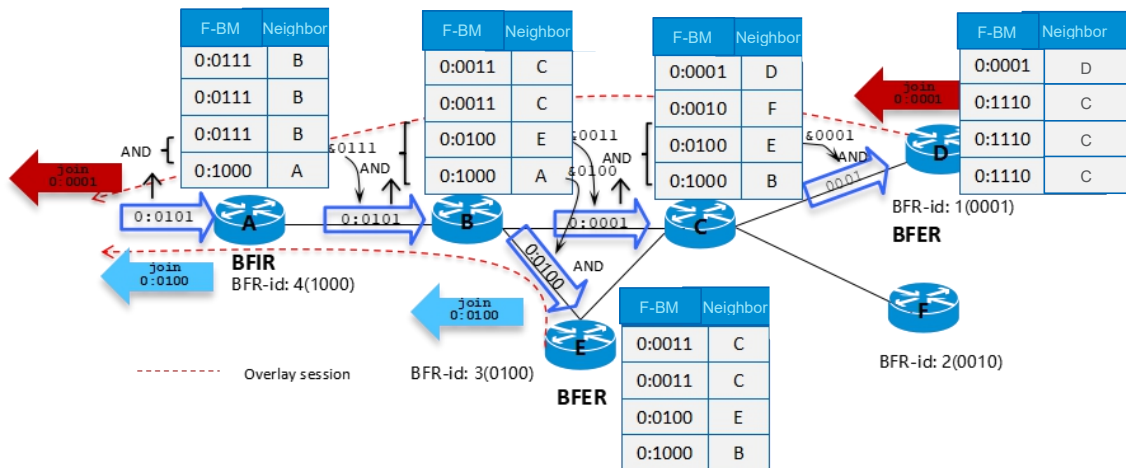 F-BM Neighbor
0:0111 B
0:0111 B
0:0111 B
0:1000 A
F-BM Neighbor
0:0011 C
0:0011 C
0:0100 E
0:1000 A
F-BM Neighbor
0:0001 D
0:0010 F
0:0100 E
0:1000 B
F-BM Neighbor
0:0001 D
0:1110 C
0:1110 C
0:1110 C
join
0:0001
join
0:0001
AND
&0111
AND
&0011
&0100
AND
&0001
AND
0:0101
A
0:0101
B
0:0001
C
0001
D
BFR-id: 1(0001)
BFER
BFIR
BFR-id: 4(1000)
join
0:0100
0:0100
AND
join
0:0100
E
BFR-id: 3(0100)
BFER
F
BFR-id: 2(0010)
F-BM Neighbor
0:0011 C
0:0011 C
0:0100 E
0:1000 B
Overlay session